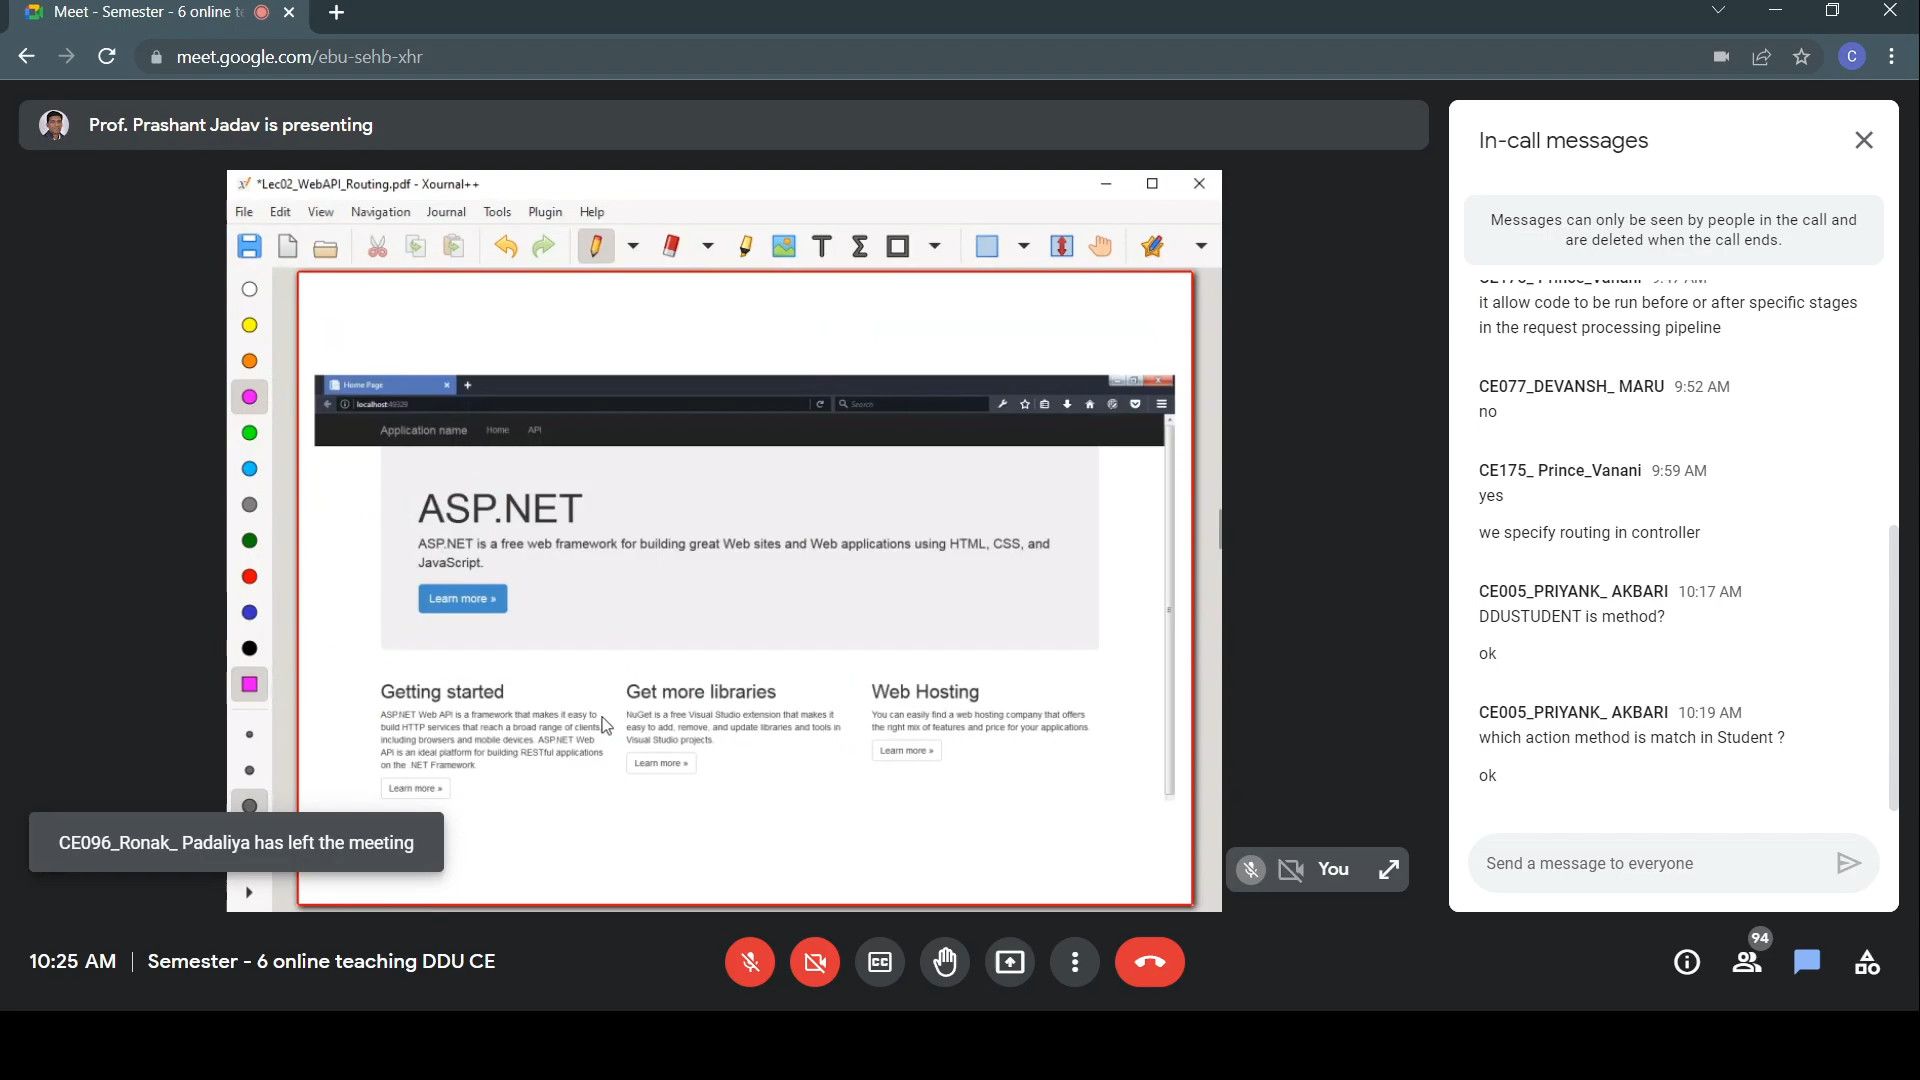 Meet - Semester - 6 online te
meet.google.com/ebu-sehb-xhr
C
Prof. Prashant Jadav is presenting
*Lec02_WebAPI_Routing.pdf - Xournal++
File Edit View Navigation Journal Tools Plugin Help
Home Page
localhost:49329
Search
Application name Home API
ASP.NET
ASP.NET is a free web framework for building great Web sites and Web applications using HTML, CSS, and
JavaScript.
Learn more »
Getting started
ASP.NET Web API is a framework that makes it easy to
build HTTP services that reach a broad range of clients,
including browsers and mobile devices. ASP.NET Web
API is an ideal platform for building RESTful applications
on the .NET Framework.
Learn more »
Get more libraries
NuGet is a free Visual Studio extension that makes it
easy to add, remove, and update libraries and tools in
Visual Studio projects.
Learn more »
Web Hosting
You can easily find a web hosting company that offers
the right mix of features and price for your applications.
Learn more »
CE096_Ronak_ Padaliya has left the meeting
You
In-call messages
Messages can only be seen by people in the call and
are deleted when the call ends.
it allow code to be run before or after specific stages
in the request processing pipeline
CE077_DEVANSH_ MARU 9:52 AM
no
CE175_ Prince_Vanani 9:59 AM
yes
we specify routing in controller
CE005_PRIYANK_ AKBARI 10:17 AM
DDUSTUDENT is method?
ok
CE005_PRIYANK_ AKBARI 10:19 AM
which action method is match in Student ?
ok
Send a message to everyone
10:25 AM | Semester - 6 online teaching DDU CE
94